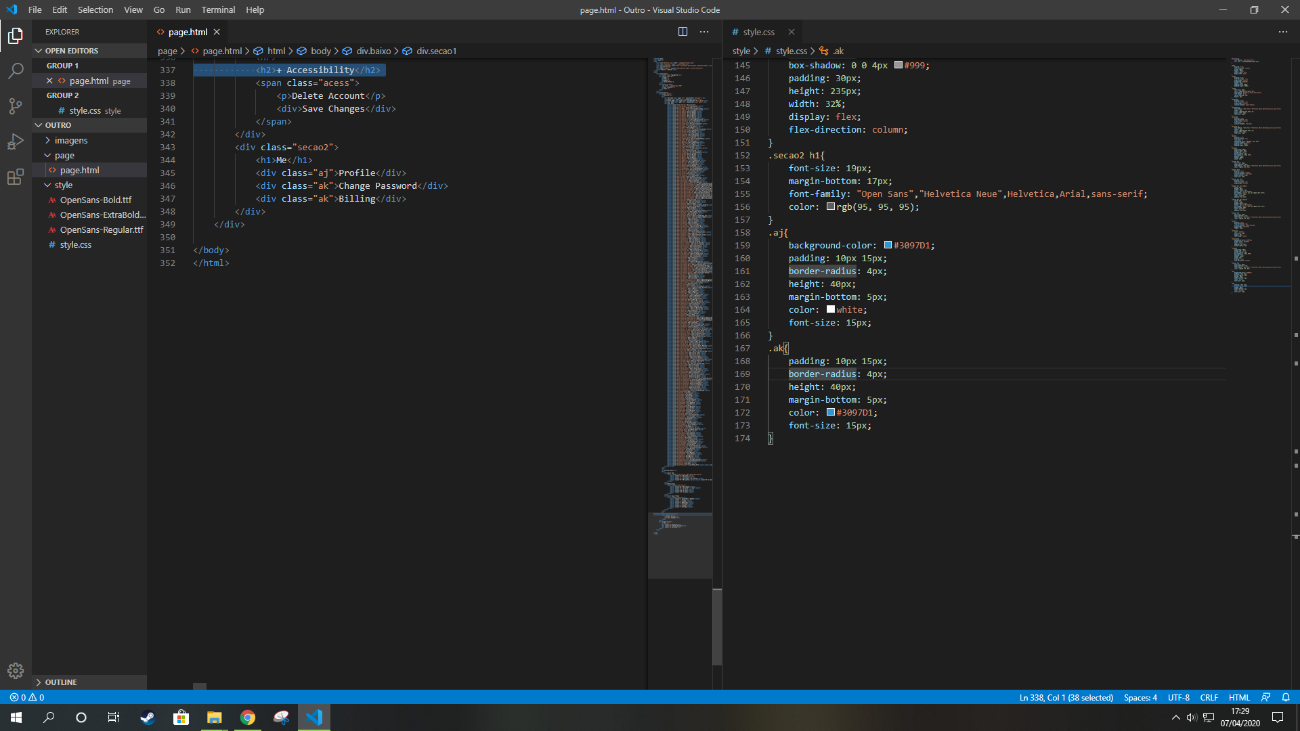 File Edit Selection View Go Run Terminal Help
page.html - Outro - Visual Studio Code
EXPLORER
OPEN EDITORS
GROUP 1
page.html page
GROUP 2
# style.css style
OUTRO
imagens
page
page.html
style
OpenSans-Bold.ttf
OpenSans-ExtraBold...
OpenSans-Regular.ttf
# style.css
OUTLINE
page.html
page > page.html > html > body > div.baixo > div.secao1
337 <h2>+ Accessibility</h2>
338 <span class="acess">
339 <p>Delete Account</p>
340 <div>Save Changes</div>
341 </span>
342 </div>
343 <div class="secao2">
344 <h1>Me</h1>
345 <div class="aj">Profile</div>
346 <div class="ak">Change Password</div>
347 <div class="ak">Billing</div>
348 </div>
349 </div>
350
351 </body>
352 </html>
# style.css
style > # style.css > .ak
145 box-shadow: 0 0 4px #999;
146 padding: 30px;
147 height: 235px;
148 width: 32%;
149 display: flex;
150 flex-direction: column;
151 }
152 .secao2 h1{
153 font-size: 19px;
154 margin-bottom: 17px;
155 font-family: "Open Sans","Helvetica Neue",Helvetica,Arial,sans-serif;
156 color: rgb(95, 95, 95);
157 }
158 .aj{
159 background-color: #3097D1;
160 padding: 10px 15px;
161 border-radius: 4px;
162 height: 40px;
163 margin-bottom: 5px;
164 color: white;
165 font-size: 15px;
166 }
167 .ak{
168 padding: 10px 15px;
169 border-radius: 4px;
170 height: 40px;
171 margin-bottom: 5px;
172 color: #3097D1;
173 font-size: 15px;
174 }
0 0
Ln 338, Col 1 (38 selected) Spaces: 4 UTF-8 CRLF HTML
17:29
07/04/2020